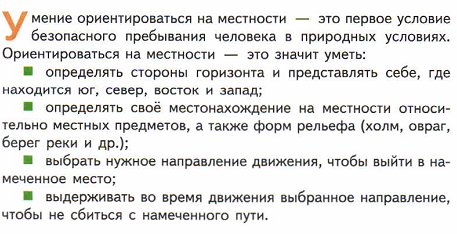 Умение ориентироваться на местности — это первое условие
безопасного пребывания человека в природных условиях.
Ориентироваться на местности — это значит уметь:
■ определять стороны горизонта и представлять себе, где
находится юг, север, восток и запад;
■ определять своё местонахождение на местности относи-
тельно местных предметов, а также форм рельефа (холм, овраг,
берег реки и др.);
■ выбрать нужное направление движения, чтобы выйти в на-
меченное место;
■ выдерживать во время движения выбранное направление,
чтобы не сбиться с намеченного пути.